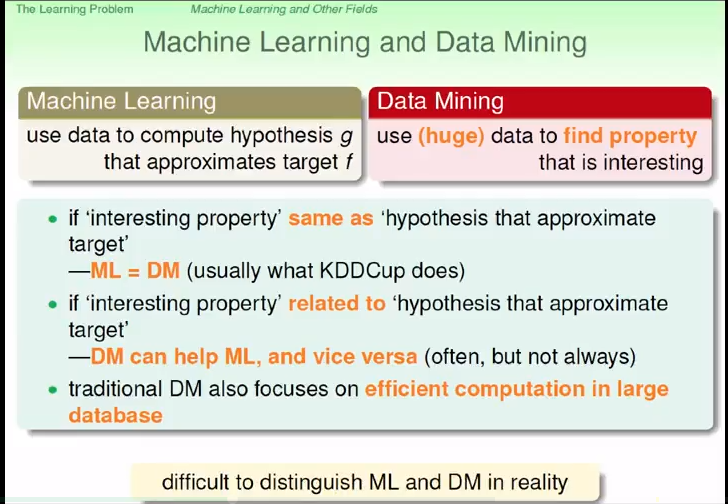 The Learning Problem Machine Learning and Other Fields
Machine Learning and Data Mining
Machine Learning
use data to compute hypothesis g
that approximates target f
Data Mining
use (huge) data to find property
that is interesting
• if ‘interesting property’ same as ‘hypothesis that approximate
target’
—ML = DM (usually what KDDCup does)
• if ‘interesting property’ related to ‘hypothesis that approximate
target’
—DM can help ML, and vice versa (often, but not always)
• traditional DM also focuses on efficient computation in large
database
difficult to distinguish ML and DM in reality